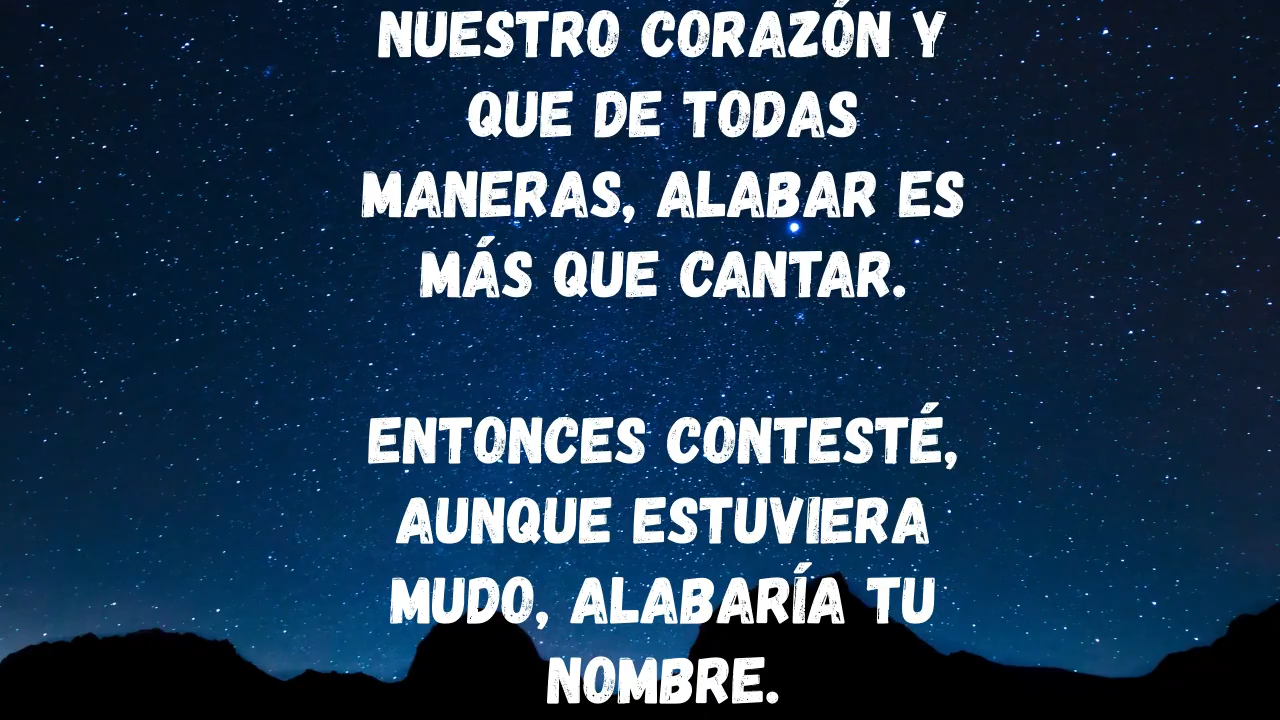 NUESTRO CORAZÓN Y
QUE DE TODAS
MANERAS, ALABAR ES
MÁS QUE CANTAR.
ENTONCES CONTESTÉ,
AUNQUE ESTUVIERA
MUDO, ALABARÍA TU
NOMBRE.